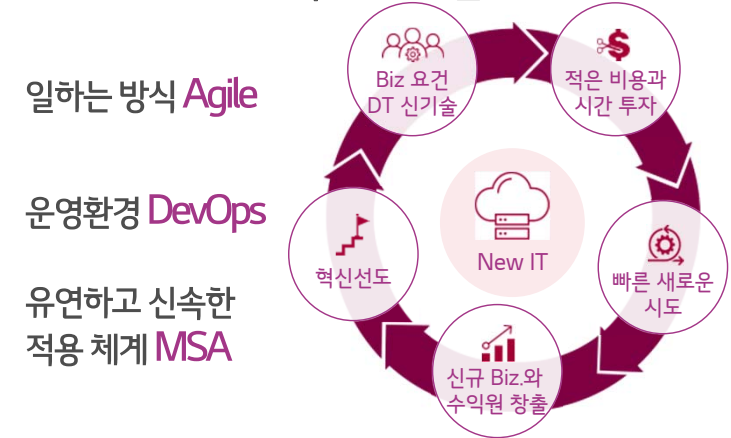 일하는 방식 Agile
운영환경 DevOps
유연하고 신속한
적용 체계 MSA
Biz 요건
DT 신기술
적은 비용과
시간 투자
빠른 새로운
시도
신규 Biz.와
수익원 창출
혁신선도
New IT